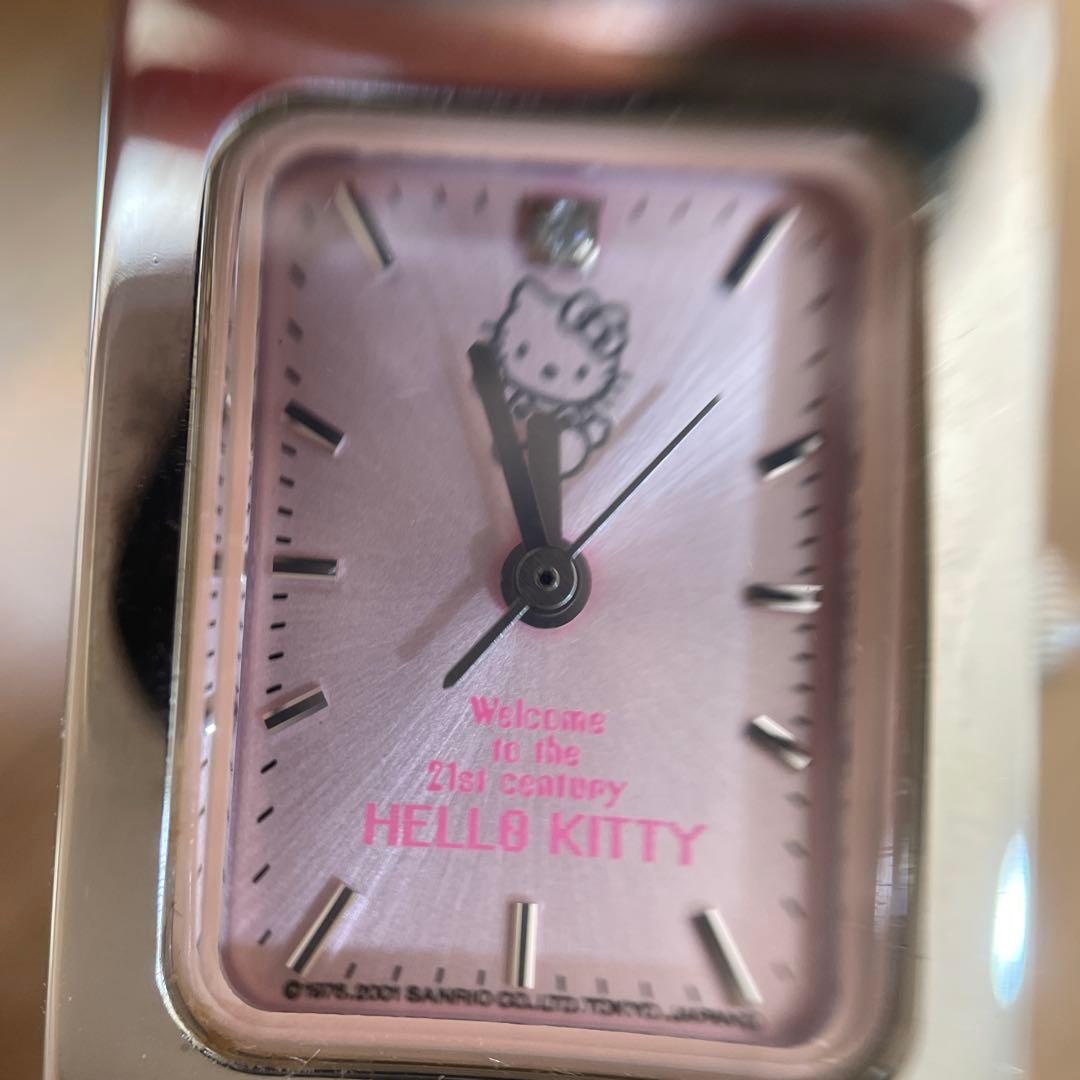 Welcome
to the
21st century
HELLO KITTY
©1976, 2001 SANRIO CO., LTD. TOKYO, JAPAN